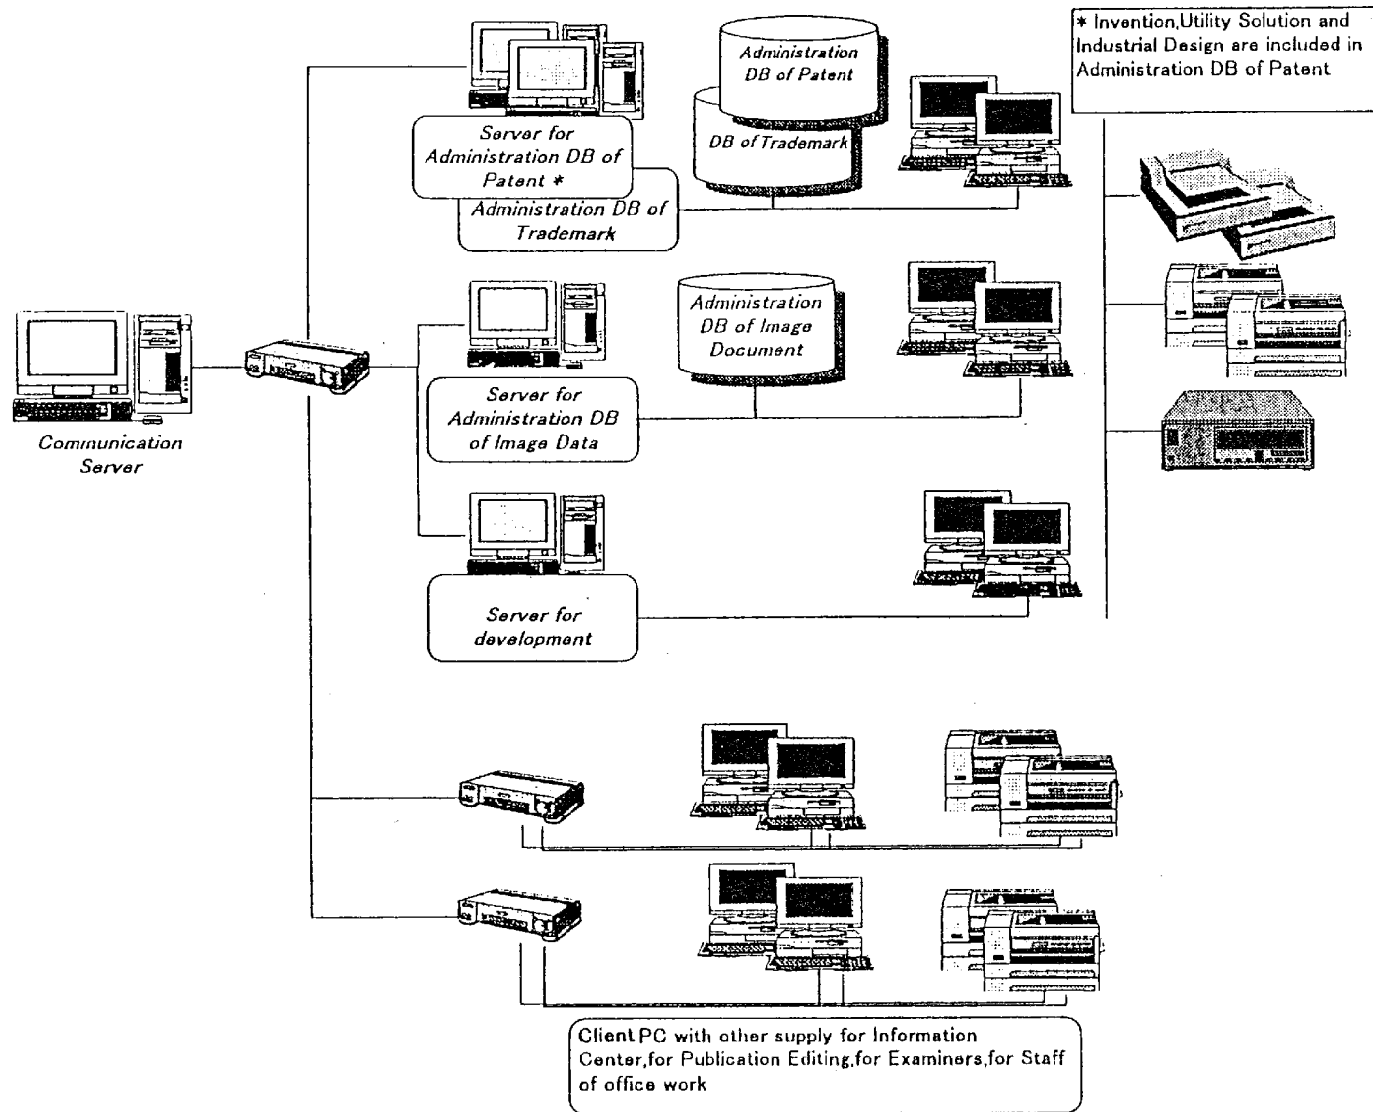 * Invention,Utility Solution and
Industrial Design are included in
Administration DB of Patent
Administration
DB of Patent
DB of Trademark
Server for
Administration DB of
Patent *
Administration DB of
Trademark
Administration
DB of Image
Document
Communication
Server
Server for
Administration DB
of Image Data
Server for
development
Client PC with other supply for Information
Center,for Publication Editing,for Examiners,for Staff
of office work